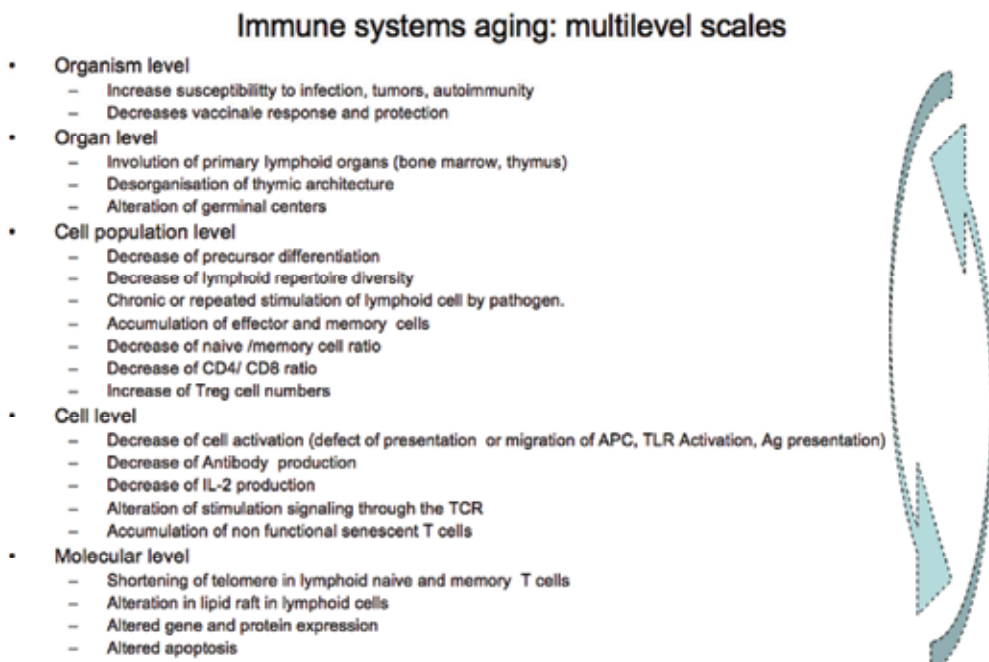 Immune systems aging: multilevel scales
• Organism level
– Increase susceptibilitty to infection, tumors, autoimmunity
– Decreases vaccinale response and protection
• Organ level
– Involution of primary lymphoid organs (bone marrow, thymus)
– Desorganisation of thymic architecture
– Alteration of germinal centers
• Cell population level
– Decrease of precursor differentiation
– Decrease of lymphoid repertoire diversity
– Chronic or repeated stimulation of lymphoid cell by pathogen.
– Accumulation of effector and memory cells
– Decrease of naive /memory cell ratio
– Decrease of CD4/ CD8 ratio
– Increase of Treg cell numbers
• Cell level
– Decrease of cell activation (defect of presentation or migration of APC, TLR Activation, Ag presentation)
– Decrease of Antibody production
– Decrease of IL-2 production
– Alteration of stimulation signaling through the TCR
– Accumulation of non functional senescent T cells
• Molecular level
– Shortening of telomere in lymphoid naive and memory T cells
– Alteration in lipid raft in lymphoid cells
– Altered gene and protein expression
– Altered apoptosis